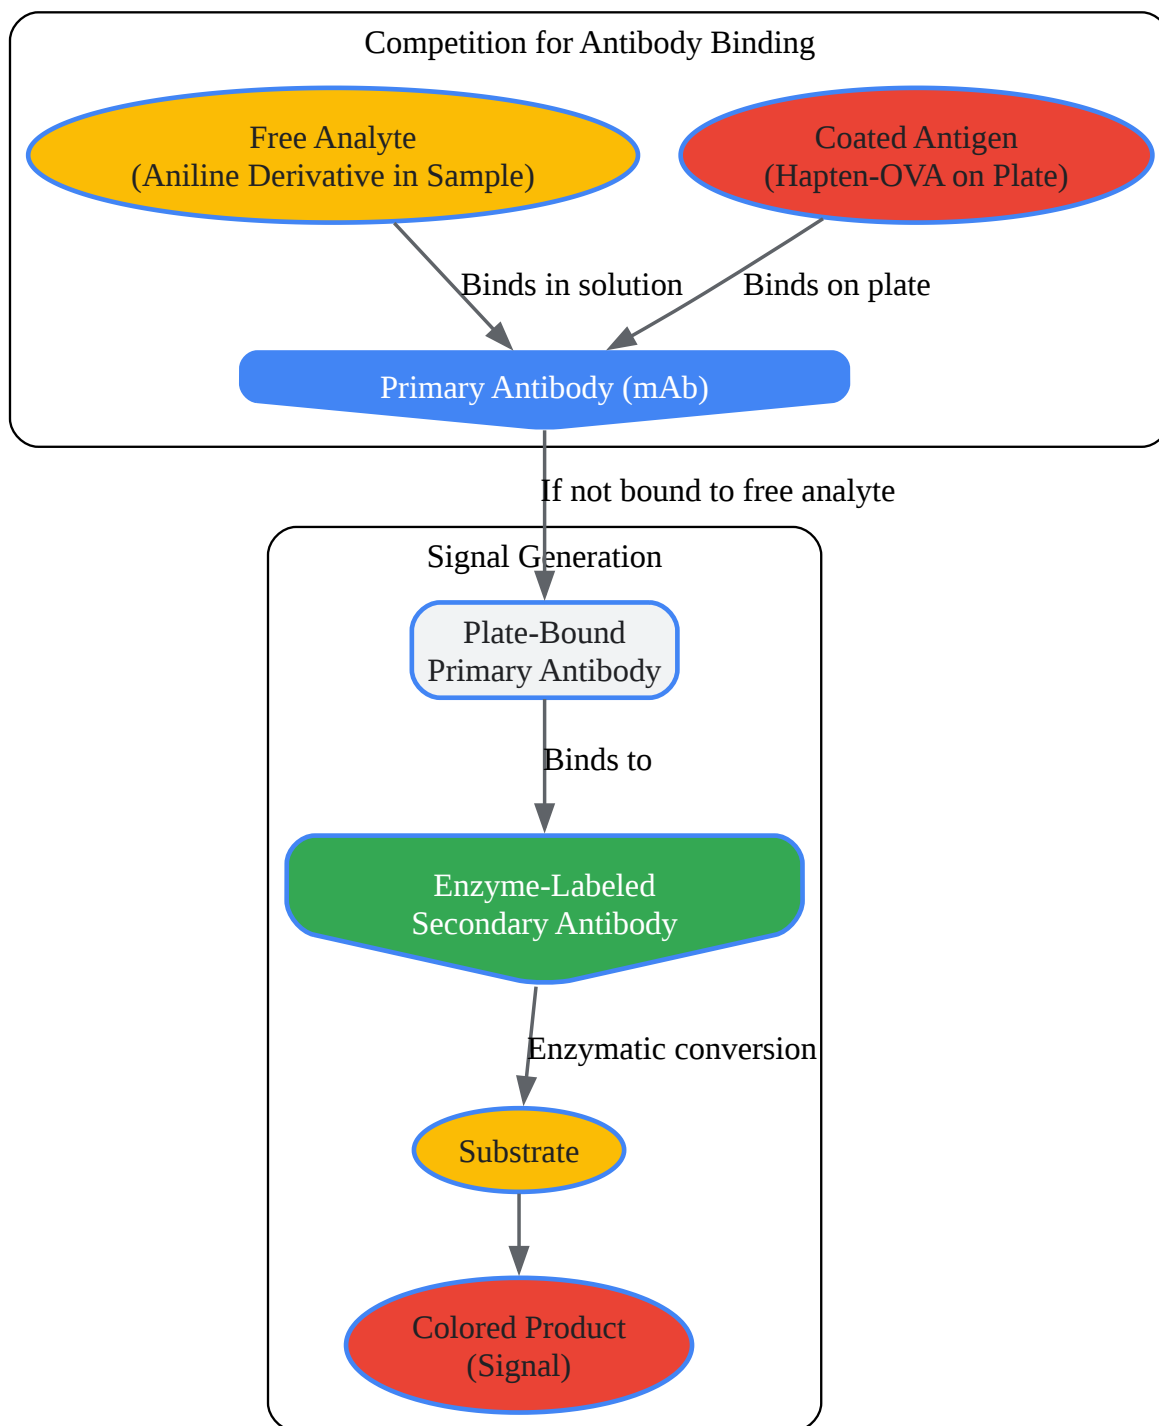 Competition for Antibody Binding
Free Analyte
(Aniline Derivative in Sample)
Coated Antigen
(Hapten-OVA on Plate)
Binds in solution
Binds on plate
Primary Antibody (mAb)
If not bound to free analyte
Signal Generation
Plate-Bound
Primary Antibody
Binds to
Enzyme-Labeled
Secondary Antibody
Enzymatic conversion
Substrate
Colored Product
(Signal)